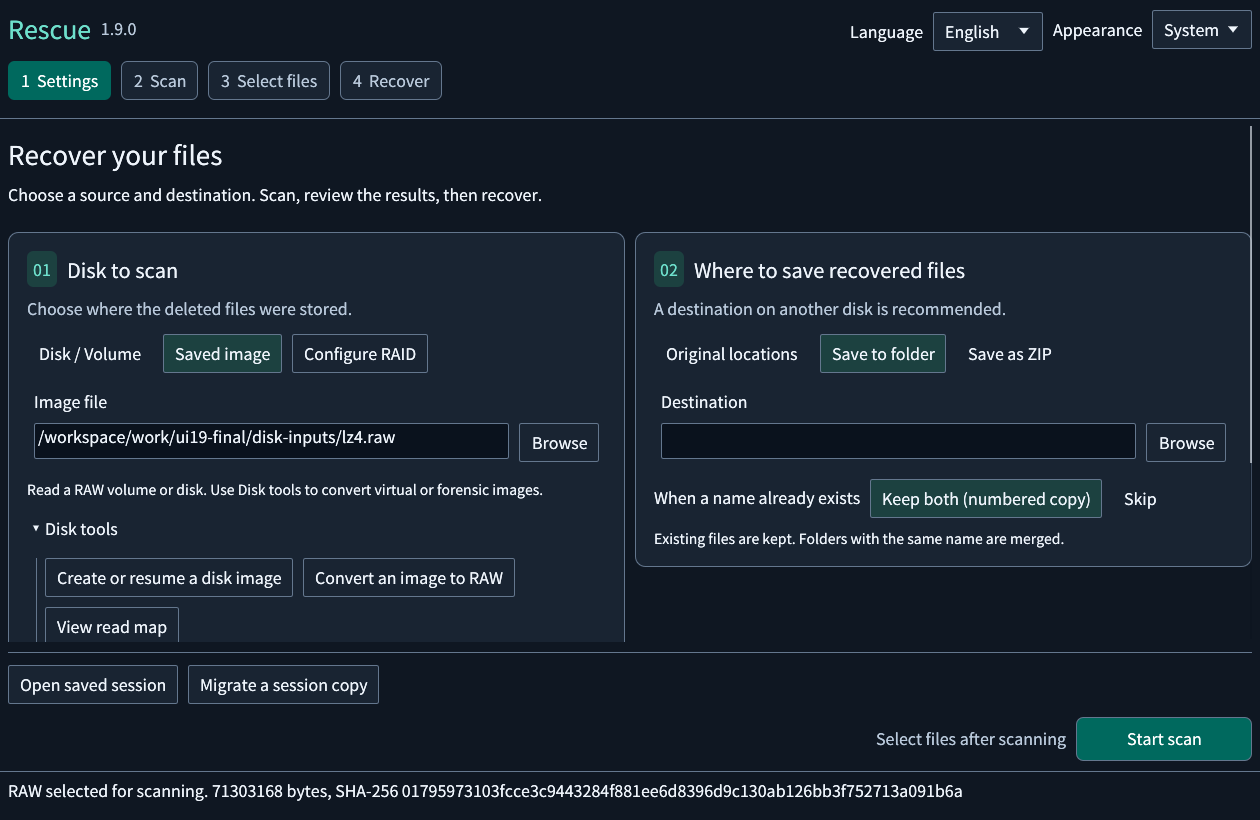 Rescue 1.9.0
Language English Appearance System
1 Settings 2 Scan 3 Select files 4 Recover
Recover your files
Choose a source and destination. Scan, review the results, then recover.
01 Disk to scan
Choose where the deleted files were stored.
Disk / Volume Saved image Configure RAID
Image file
/workspace/work/ui19-final/disk-inputs/lz4.raw Browse
Read a RAW volume or disk. Use Disk tools to convert virtual or forensic images.
Disk tools
Create or resume a disk image Convert an image to RAW
View read map
02 Where to save recovered files
A destination on another disk is recommended.
Original locations Save to folder Save as ZIP
Destination
Browse
When a name already exists Keep both (numbered copy) Skip
Existing files are kept. Folders with the same name are merged.
Open saved session Migrate a session copy
Select files after scanning Start scan
RAW selected for scanning. 71303168 bytes, SHA-256 01795973103fcce3c9443284f881ee6d8396d9c130ab126bb3f752713a091b6a